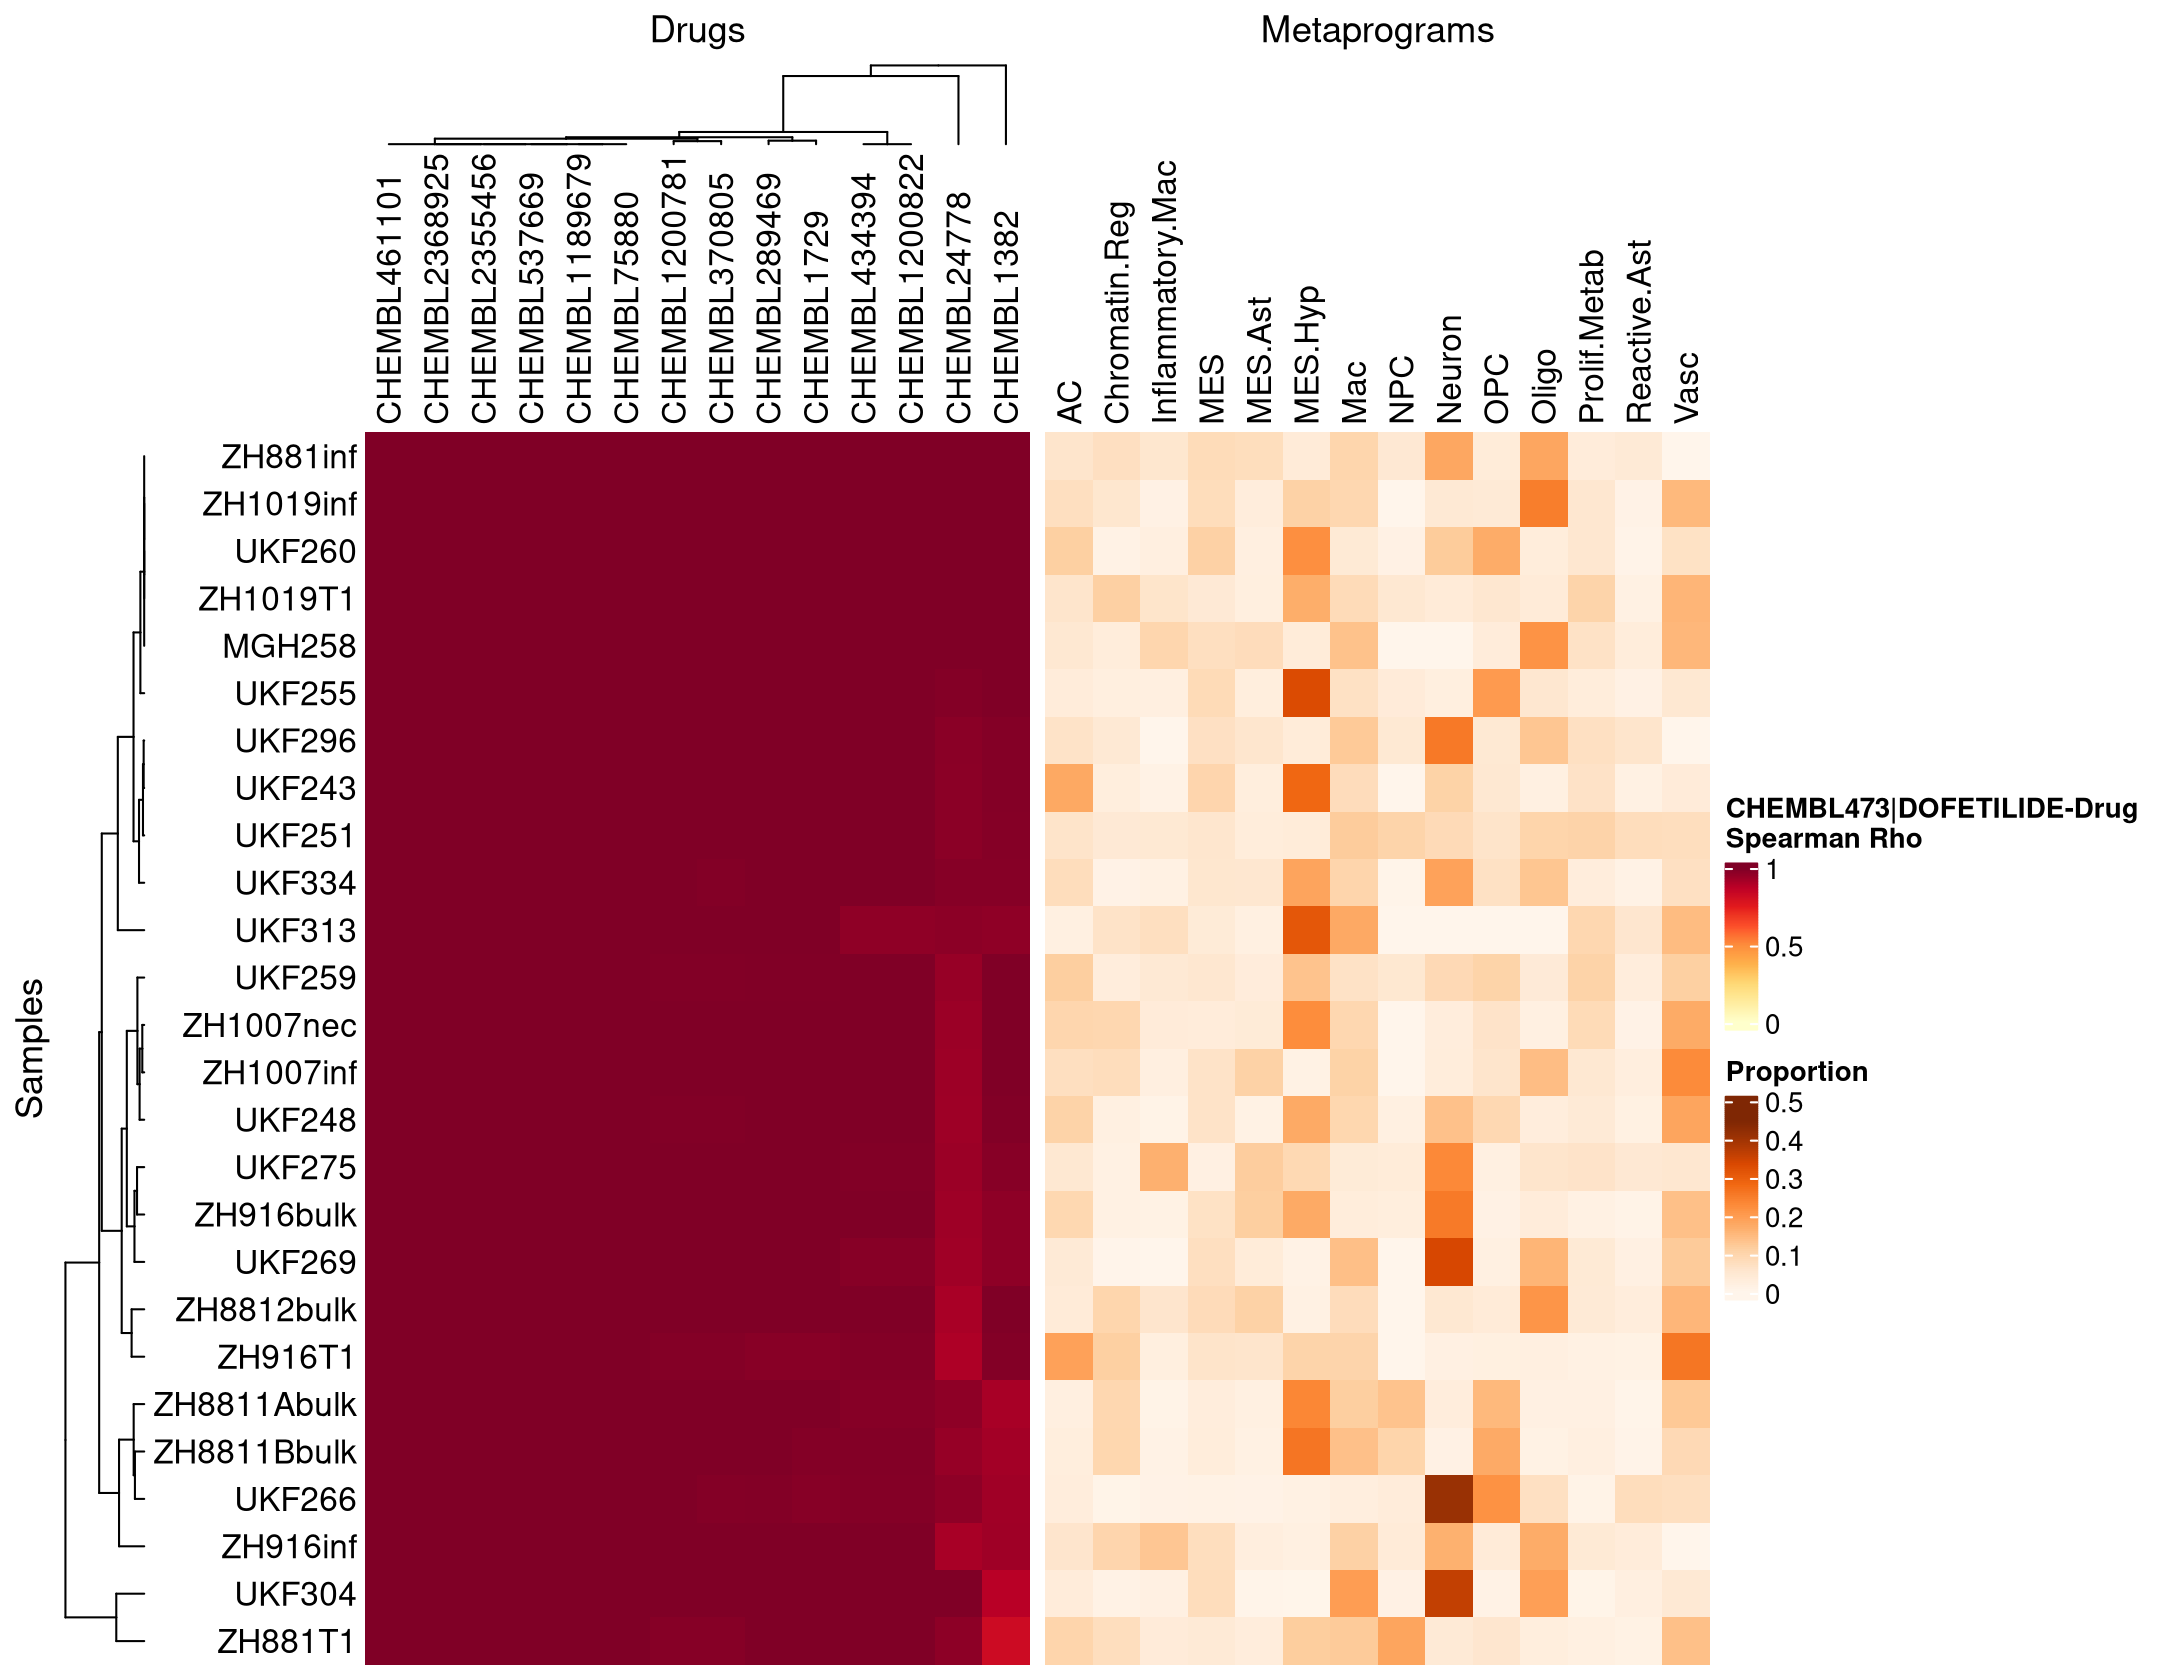 Drugs
Metaprograms
CHEMBL461101
CHEMBL2368925
CHEMBL2355456
CHEMBL537669
CHEMBL1189679
CHEMBL75880
CHEMBL1200781
CHEMBL370805
CHEMBL289469
CHEMBL1729
CHEMBL434394
CHEMBL1200822
CHEMBL24778
CHEMBL1382
AC
Chromatin.Reg
Inflammatory.Mac
MES
MES.Ast
MES.Hyp
Mac
NPC
Neuron
OPC
Oligo
Prolif.Metab
Reactive.Ast
Vasc
Samples
ZH881inf
ZH1019inf
UKF260
ZH1019T1
MGH258
UKF255
UKF296
UKF243
UKF251
UKF334
UKF313
UKF259
ZH1007nec
ZH1007inf
UKF248
UKF275
ZH916bulk
UKF269
ZH8812bulk
ZH916T1
ZH8811Abulk
ZH8811Bbulk
UKF266
ZH916inf
UKF304
ZH881T1
CHEMBL473|DOFETILIDE-Drug
Spearman Rho
1
0.5
0
Proportion
0.5
0.4
0.3
0.2
0.1
0